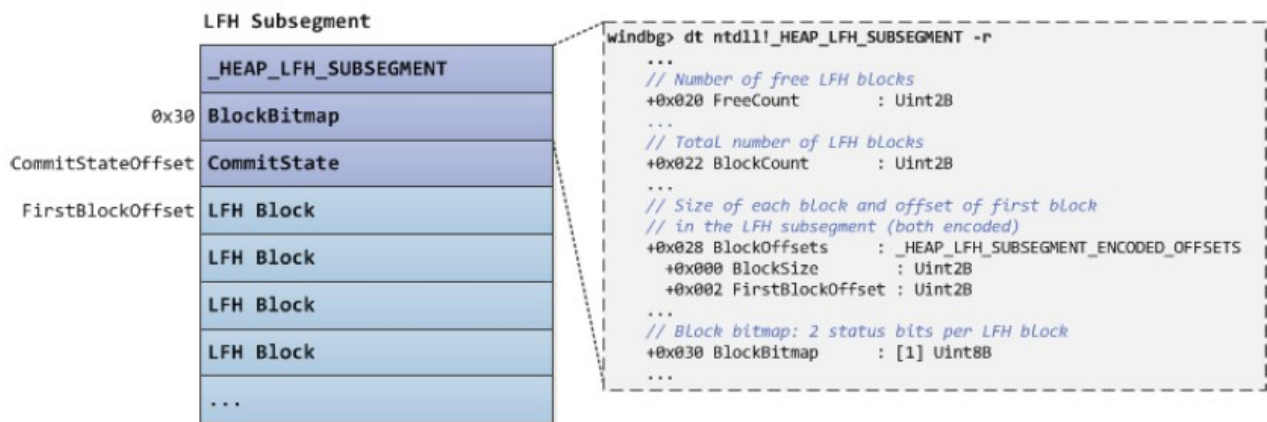 LFH Subsegment
_HEAP_LFH_SUBSEGMENT
0x30 BlockBitmap
CommitStateOffset CommitState
FirstBlockOffset LFH Block
LFH Block
LFH Block
LFH Block
...
windbg> dt ntdll!_HEAP_LFH_SUBSEGMENT -r
...
// Number of free LFH blocks
+0x020 FreeCount : Uint2B
...
// Total number of LFH blocks
+0x022 BlockCount : Uint2B
...
// Size of each block and offset of first block
// in the LFH subsegment (both encoded)
+0x028 BlockOffsets : _HEAP_LFH_SUBSEGMENT_ENCODED_OFFSETS
+0x000 BlockSize : Uint2B
+0x002 FirstBlockOffset : Uint2B
...
// Block bitmap: 2 status bits per LFH block
+0x030 BlockBitmap : [1] Uint8B
...